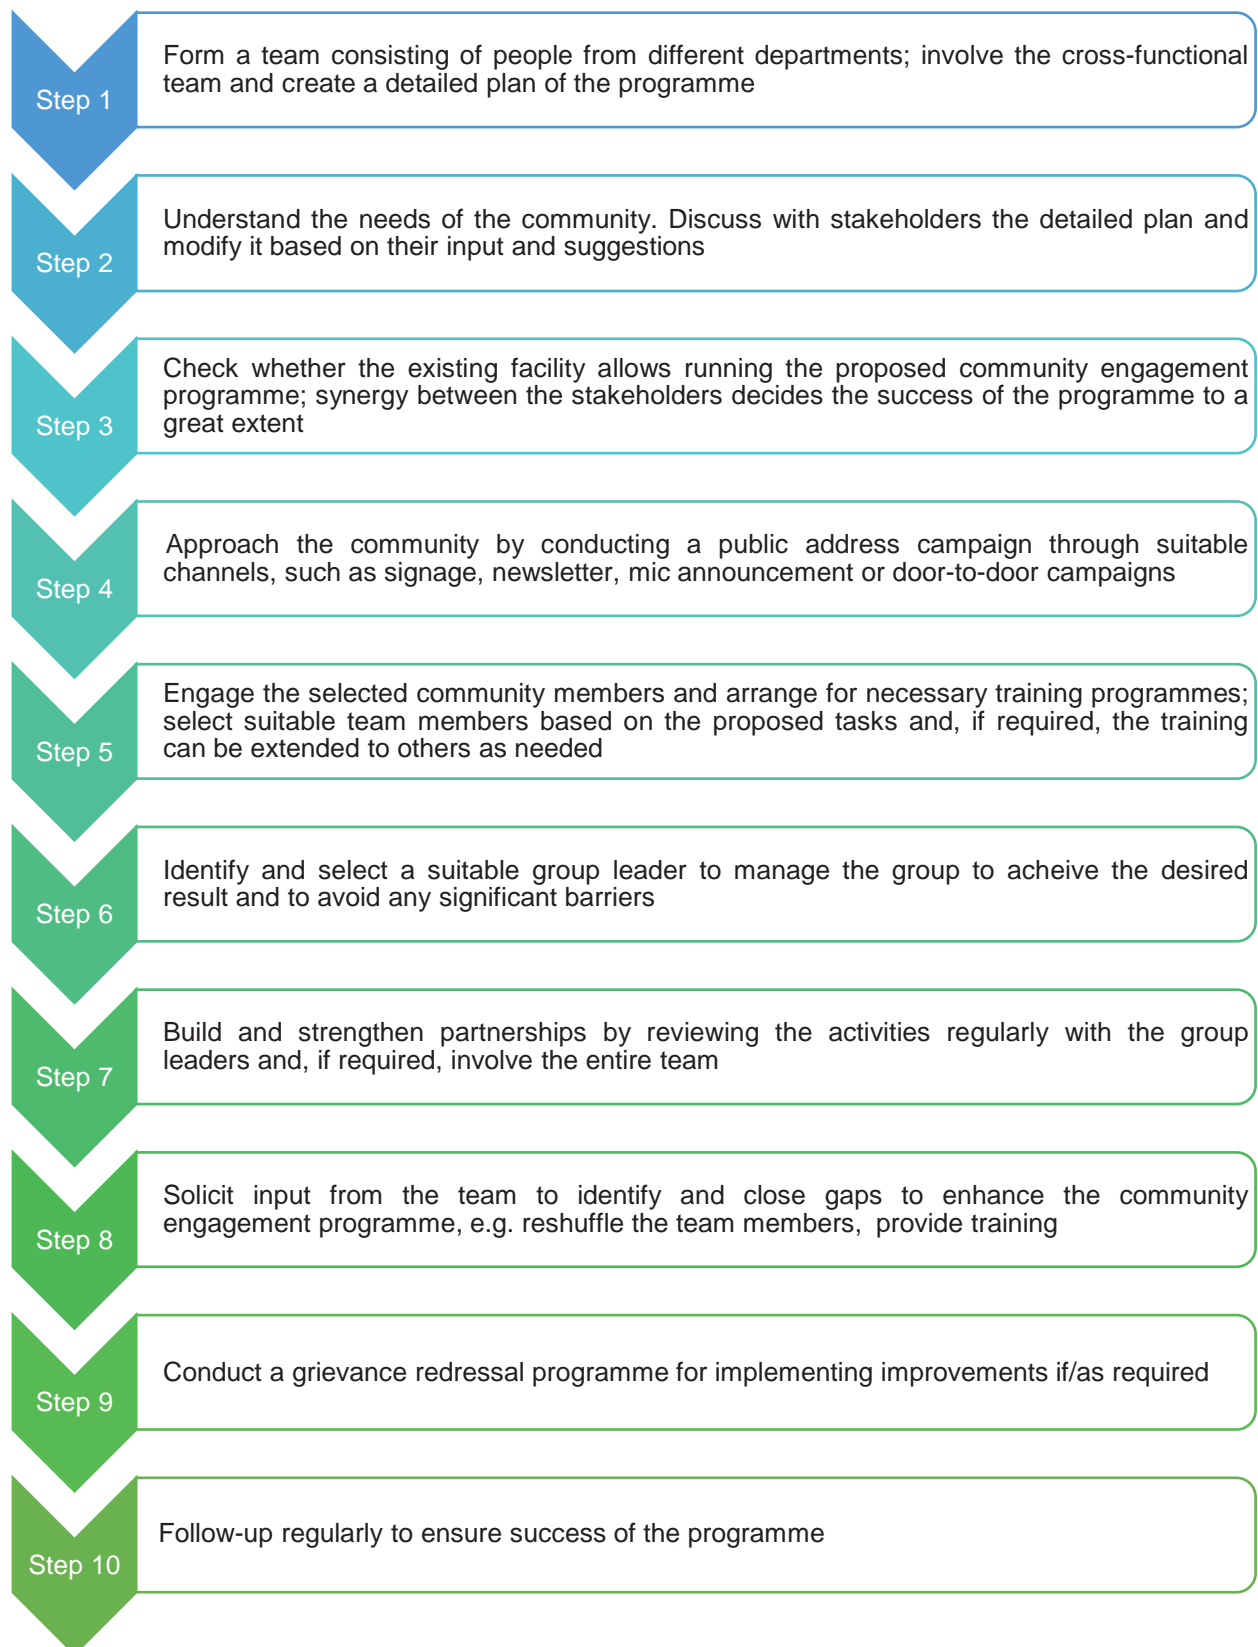 Step 1
Form a team consisting of people from different departments; involve the cross-functional
team and create a detailed plan of the programme
Step 2
Understand the needs of the community. Discuss with stakeholders the detailed plan and
modify it based on their input and suggestions
Step 3
Check whether the existing facility allows running the proposed community engagement
programme; synergy between the stakeholders decides the success of the programme to a
great extent
Step 4
Approach the community by conducting a public address campaign through suitable
channels, such as signage, newsletter, mic announcement or door-to-door campaigns
Step 5
Engage the selected community members and arrange for necessary training programmes;
select suitable team members based on the proposed tasks and, if required, the training
can be extended to others as needed
Step 6
Identify and select a suitable group leader to manage the group to acheive the desired
result and to avoid any significant barriers
Step 7
Build and strengthen partnerships by reviewing the activities regularly with the group
leaders and, if required, involve the entire team
Step 8
Solicit input from the team to identify and close gaps to enhance the community
engagement programme, e.g. reshuffle the team members,  provide training
Step 9
Conduct a grievance redressal programme for implementing improvements if/as required
Step 10
Follow-up regularly to ensure success of the programme